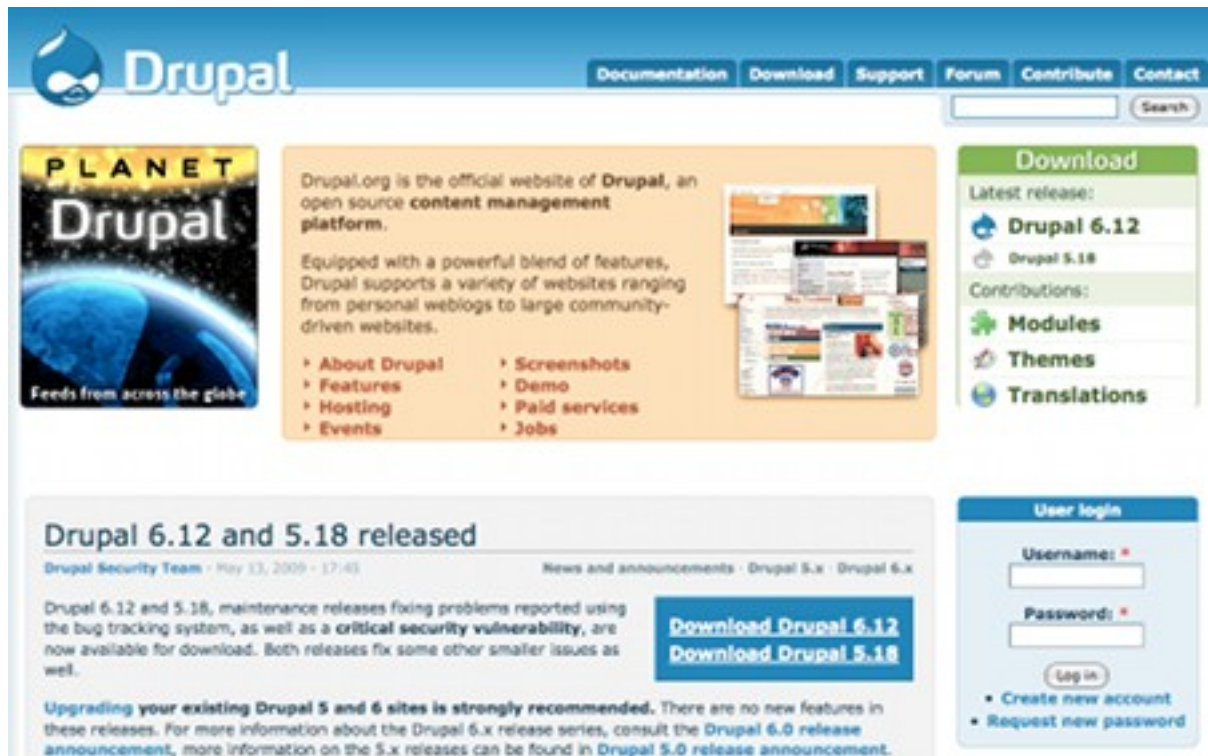 Drupal
Documentation
Download
Support
Forum
Contribute
Contact
Search
PLANET
Drupal
Feeds from across the globe
Drupal.org is the official website of Drupal, an
open source content management
platform.
Equipped with a powerful blend of features,
Drupal supports a variety of websites ranging
from personal weblogs to large community-
driven websites.
About Drupal
Features
Hosting
Events
Screenshots
Demo
Paid services
Jobs
Download
Latest release:
Drupal 6.12
Drupal 5.18
Contributions:
Modules
Themes
Translations
Drupal 6.12 and 5.18 released
Drupal Security Team - May 13, 2009 - 17:45
News and announcements · Drupal 5.x · Drupal 6.x
Drupal 6.12 and 5.18, maintenance releases fixing problems reported using
the bug tracking system, as well as a critical security vulnerability, are
now available for download. Both releases fix some other smaller issues as
well.
Download Drupal 6.12
Download Drupal 5.18
Upgrading your existing Drupal 5 and 6 sites is strongly recommended. There are no new features in
these releases. For more information about the Drupal 6.x release series, consult the Drupal 6.0 release
announcement, more information on the 5.x releases can be found in Drupal 5.0 release announcement.
User login
Username: *
Password: *
Log in
Create new account
Request new password